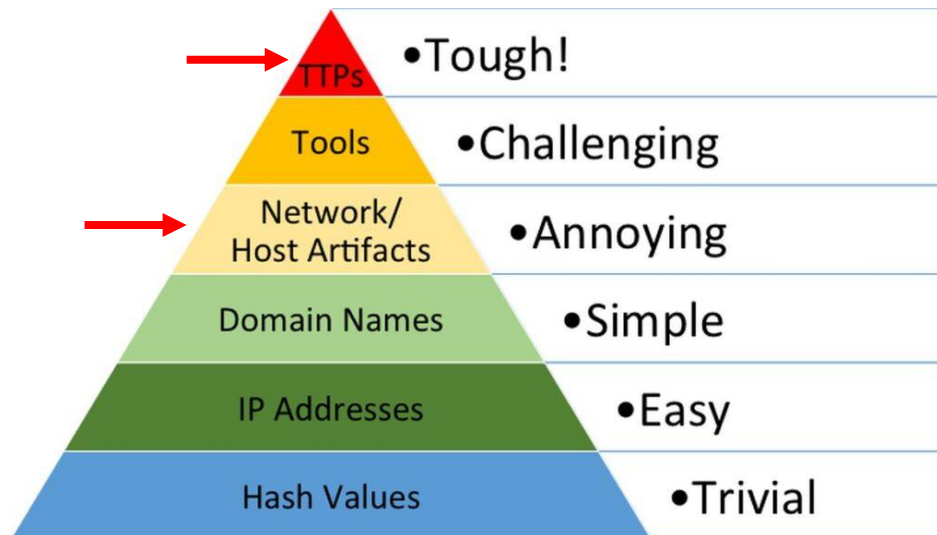 TTPs
•Tough!
Tools
•Challenging
Network/
Host Artifacts
•Annoying
Domain Names
•Simple
IP Addresses
•Easy
Hash Values
•Trivial